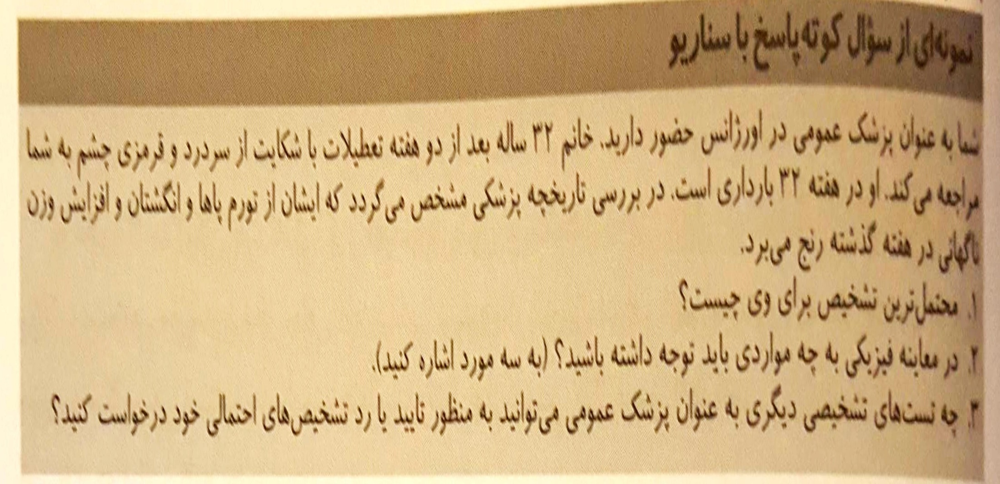 نمونه‌ای از سؤال کوته‌پاسخ با سناریو
شما به عنوان پزشک عمومی در اورژانس حضور دارید. خانم ۳۲ ساله بعد از دو هفته تعطیلات با شکایت از سردرد و قرمزی چشم به شما
مراجعه می‌کند. او در هفته ۳۲ بارداری است. در بررسی تاریخچه پزشکی مشخص می‌گردد که ایشان از تورم پاها و انگشتان و افزایش وزن
ناگهانی در هفته گذشته رنج می‌برد.
۱. محتمل‌ترین تشخیص برای وی چیست؟
۲. در معاینه فیزیکی به چه مواردی باید توجه داشته باشید؟ (به سه مورد اشاره کنید).
۳. چه تست‌های تشخیصی دیگری به عنوان پزشک عمومی می‌توانید به منظور تایید یا رد تشخیص‌های احتمالی خود درخواست کنید؟